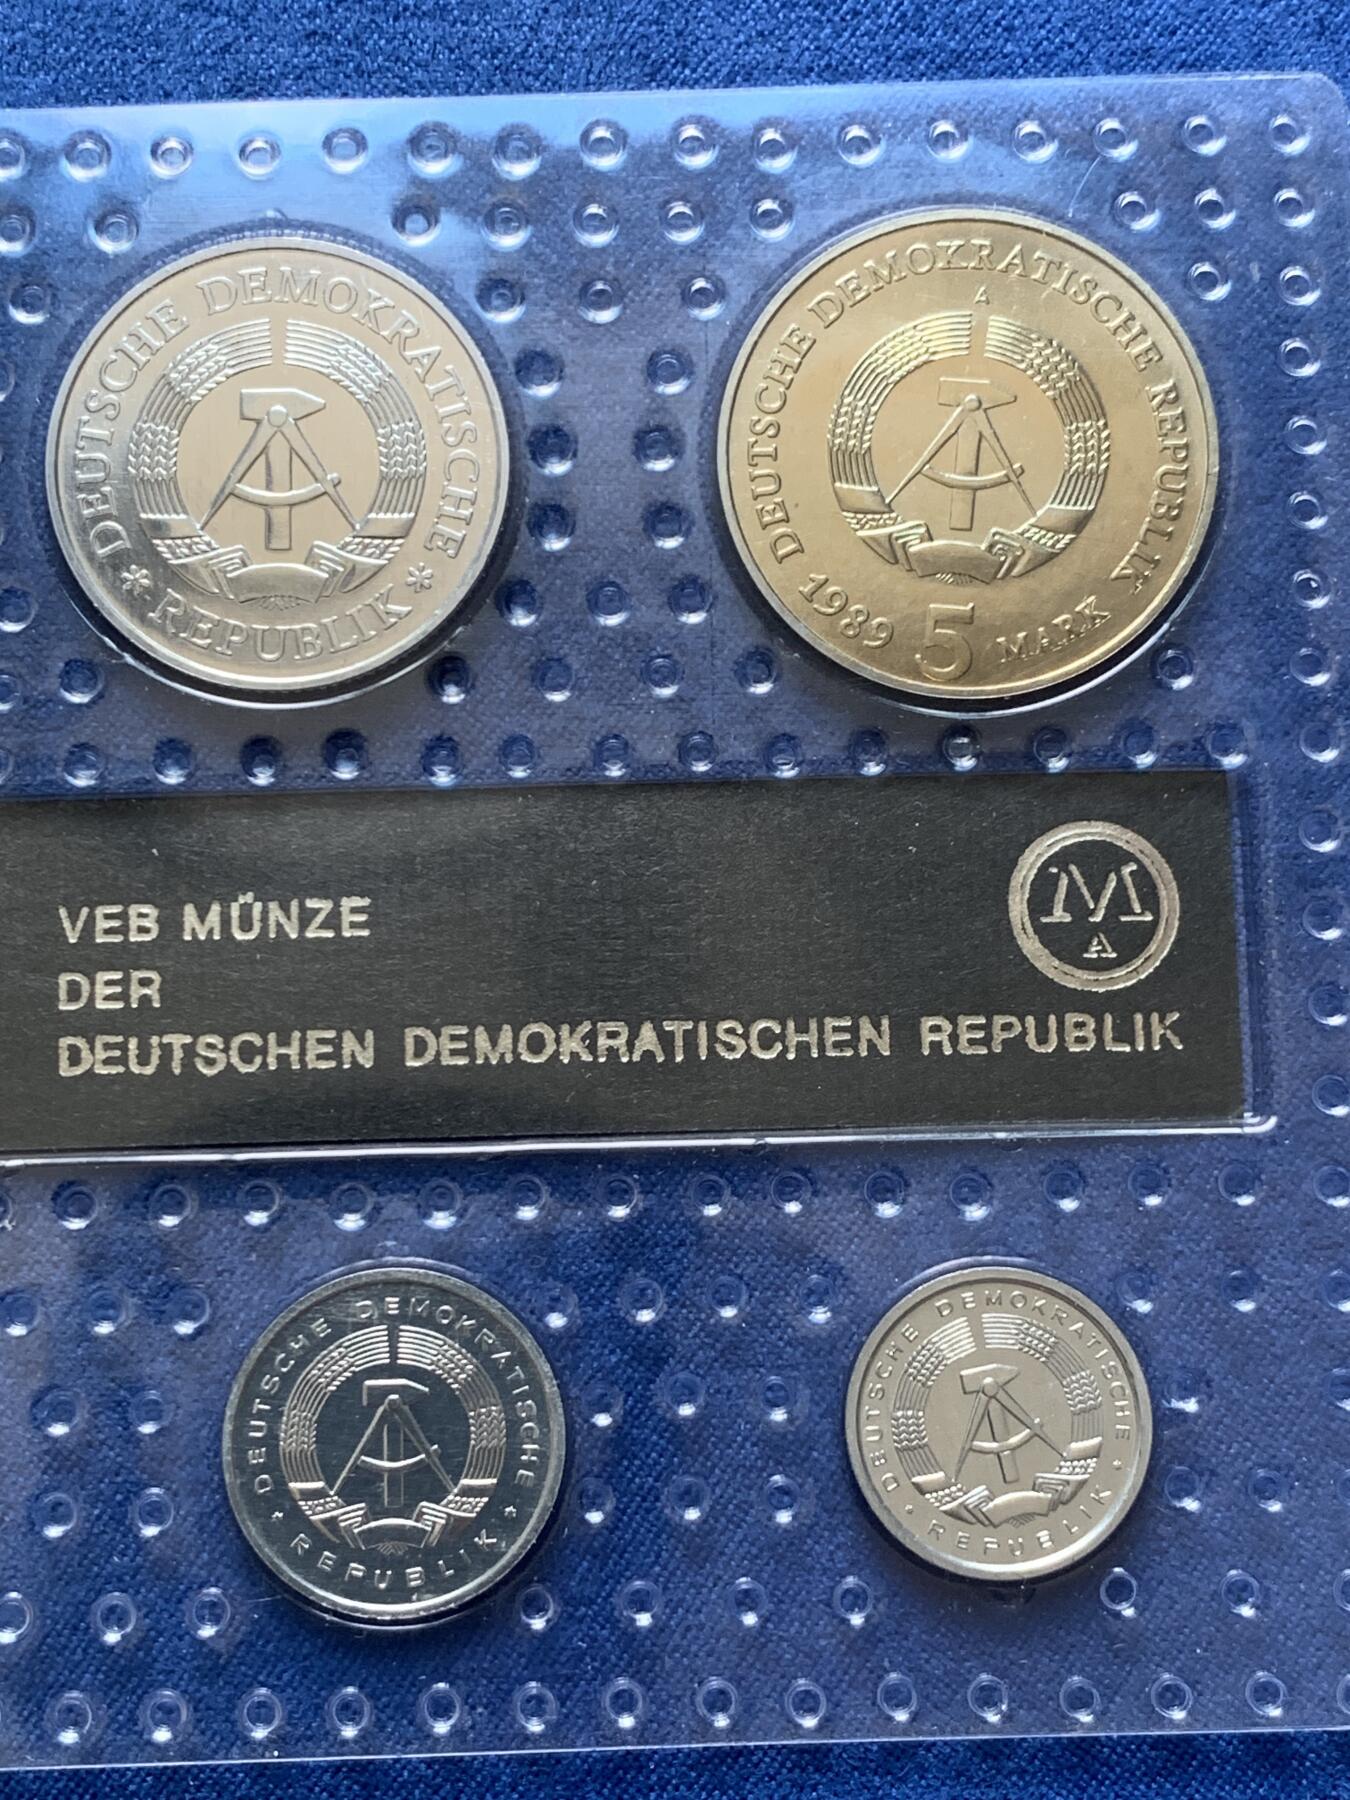 DEUTSCHE DEMOKRATISCHE
* REPUBLIK *
A
DEUTSCHE DEMOKRATISCHE REPUBLIK
1989 5 MARK
M
A
VEB MÜNZE
DER
DEUTSCHEN DEMOKRATISCHEN REPUBLIK
DEUTSCHE DEMOKRATISCHE
* REPUBLIK *
DEUTSCHE DEMOKRATISCHE
* REPUBLIK *